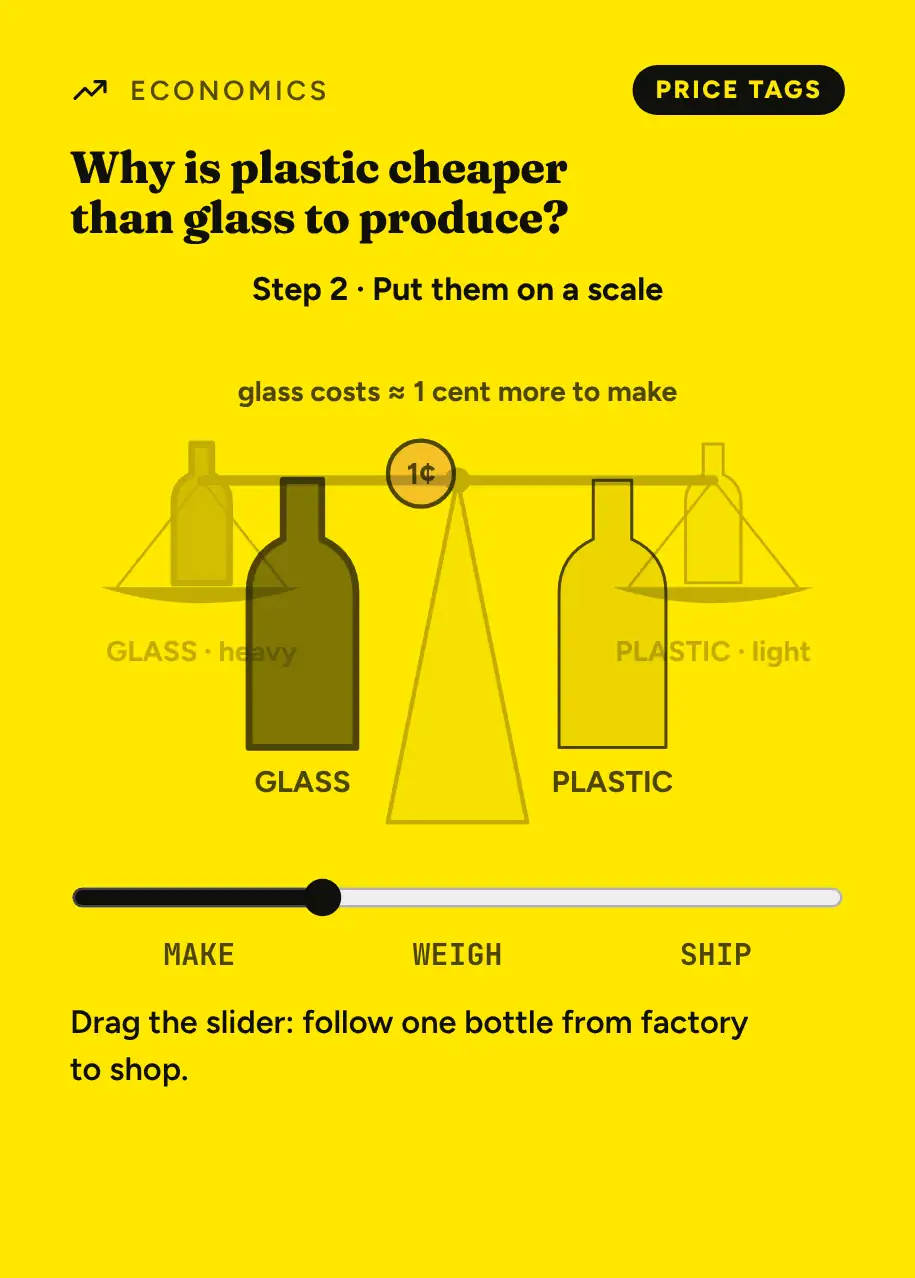 ECONOMICS
PRICE TAGS
Why is plastic cheaper
than glass to produce?
Step 2 · Put them on a scale
glass costs ≈ 1 cent more to make
1¢
GLASS · heavy
PLASTIC · light
GLASS
PLASTIC
MAKE
WEIGH
SHIP
Drag the slider: follow one bottle from factory
to shop.